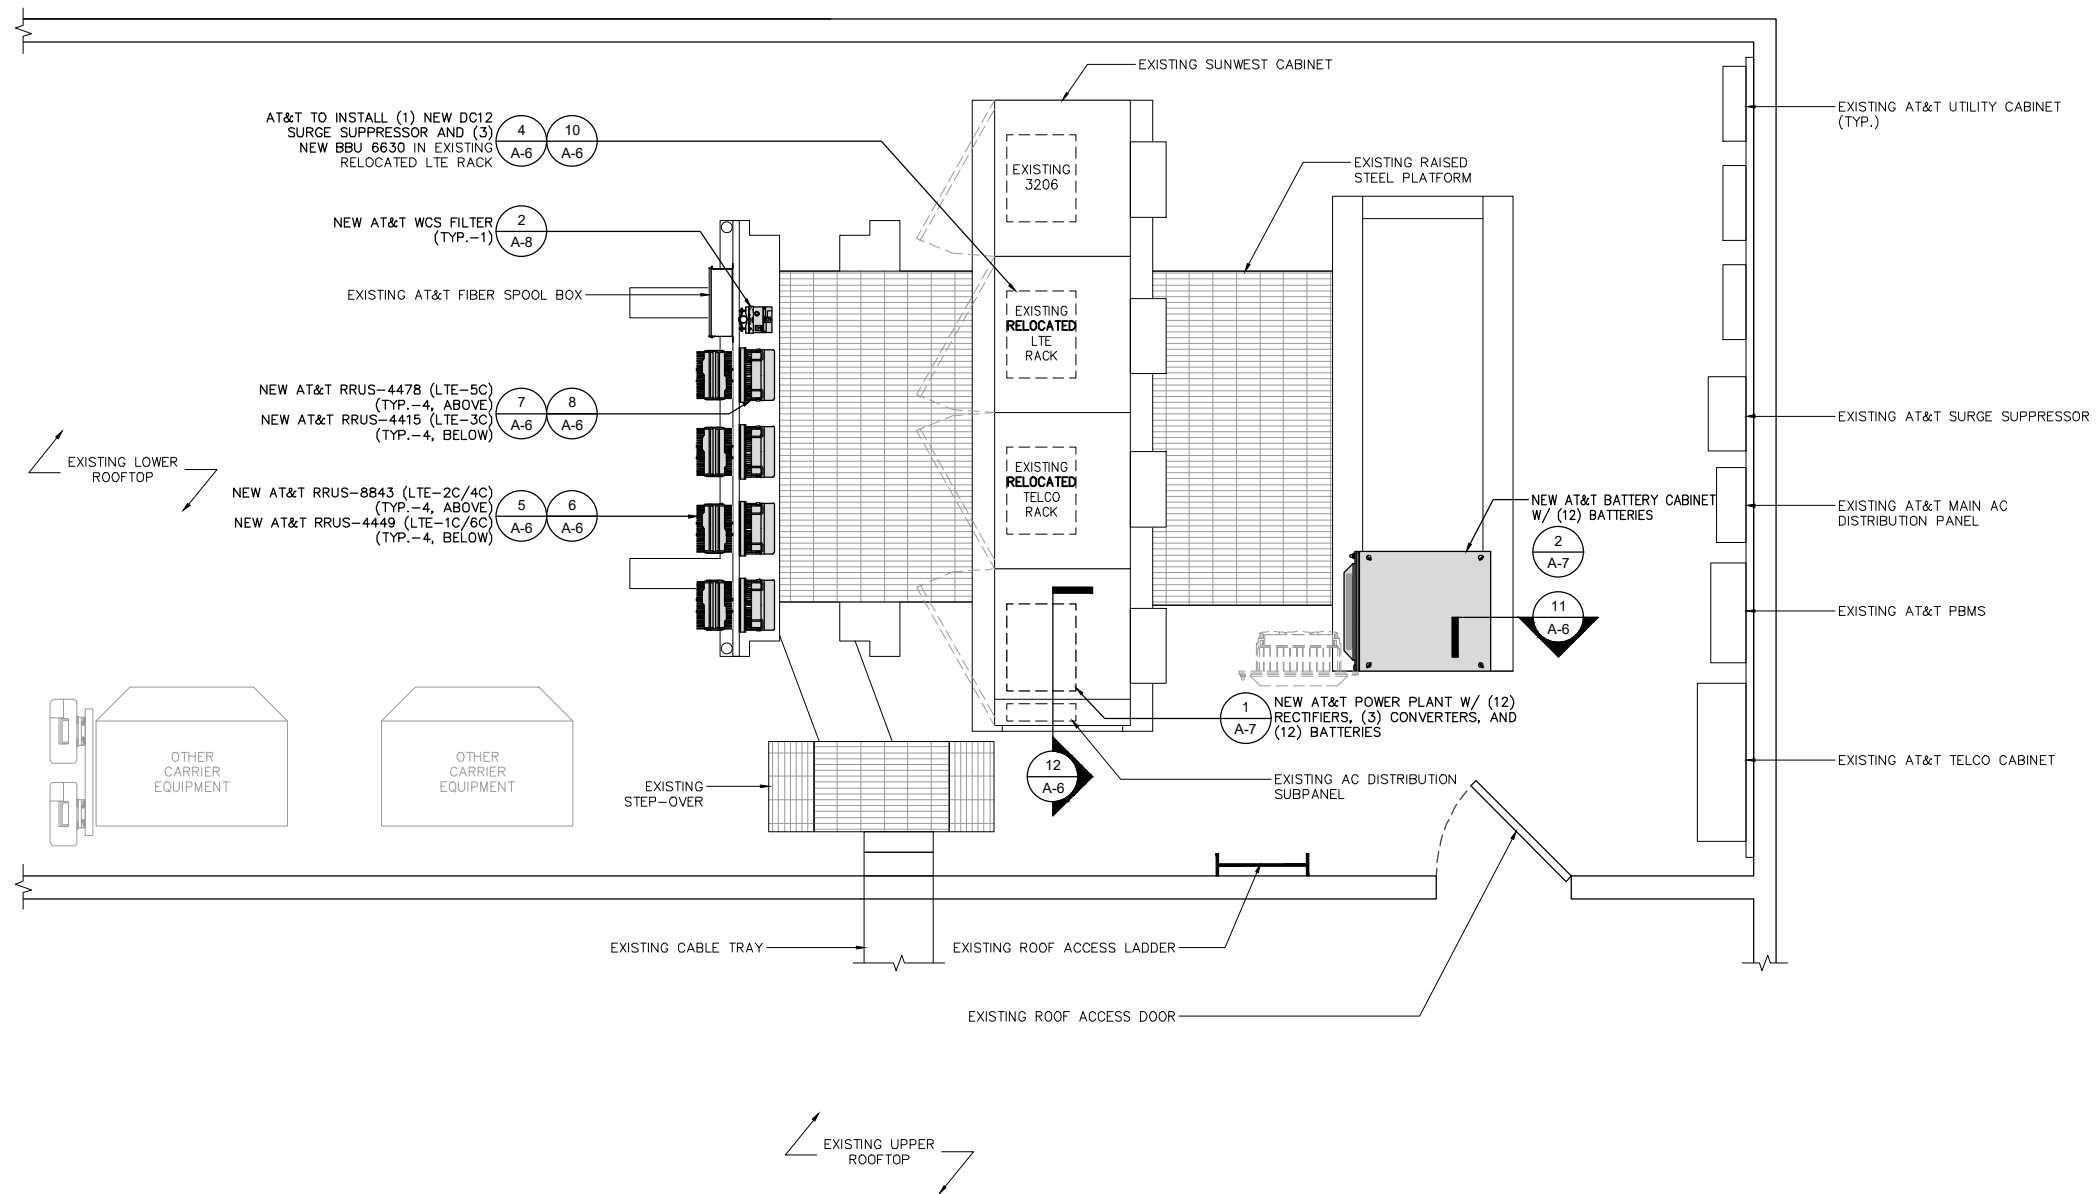 EXISTING SUNWEST CABINET
AT&T TO INSTALL (1) NEW DC12
SURGE SUPPRESSOR AND (3)
NEW BBU 6630 IN EXISTING
RELOCATED LTE RACK
4
A-6
10
A-6
EXISTING AT&T UTILITY CABINET
(TYP.)
EXISTING
3206
EXISTING RAISED
STEEL PLATFORM
NEW AT&T WCS FILTER
(TYP.-1)
2
A-8
EXISTING AT&T FIBER SPOOL BOX
EXISTING
RELOCATED
LTE
RACK
NEW AT&T RRUS-4478 (LTE-5C)
(TYP.-4, ABOVE)
NEW AT&T RRUS-4415 (LTE-3C)
(TYP.-4, BELOW)
7
A-6
8
A-6
EXISTING AT&T SURGE SUPPRESSOR
EXISTING LOWER
ROOFTOP
EXISTING
RELOCATED
TELCO
RACK
NEW AT&T RRUS-8843 (LTE-2C/4C)
(TYP.-4, ABOVE)
NEW AT&T RRUS-4449 (LTE-1C/6C)
(TYP.-4, BELOW)
5
A-6
6
A-6
NEW AT&T BATTERY CABINET
W/ (12) BATTERIES
2
A-7
EXISTING AT&T MAIN AC
DISTRIBUTION PANEL
11
A-6
EXISTING AT&T PBMS
1
A-7
NEW AT&T POWER PLANT W/ (12)
RECTIFIERS, (3) CONVERTERS, AND
(12) BATTERIES
OTHER
CARRIER
EQUIPMENT
OTHER
CARRIER
EQUIPMENT
EXISTING
STEP-OVER
12
A-6
EXISTING AC DISTRIBUTION
SUBPANEL
EXISTING AT&T TELCO CABINET
EXISTING CABLE TRAY
EXISTING ROOF ACCESS LADDER
EXISTING ROOF ACCESS DOOR
EXISTING UPPER
ROOFTOP